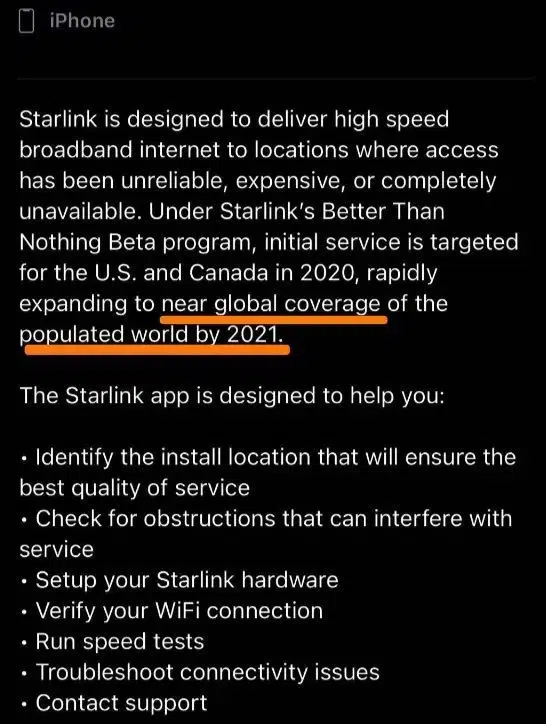 iPhone
Starlink is designed to deliver high speed
broadband internet to locations where access
has been unreliable, expensive, or completely
unavailable. Under Starlink's Better Than
Nothing Beta program, initial service is targeted
for the U.S. and Canada in 2020, rapidly
expanding to near global coverage of the
populated world by 2021.
The Starlink app is designed to help you:
• Identify the install location that will ensure the
best quality of service
• Check for obstructions that can interfere with
service
• Setup your Starlink hardware
• Verify your WiFi connection
• Run speed tests
• Troubleshoot connectivity issues
• Contact support